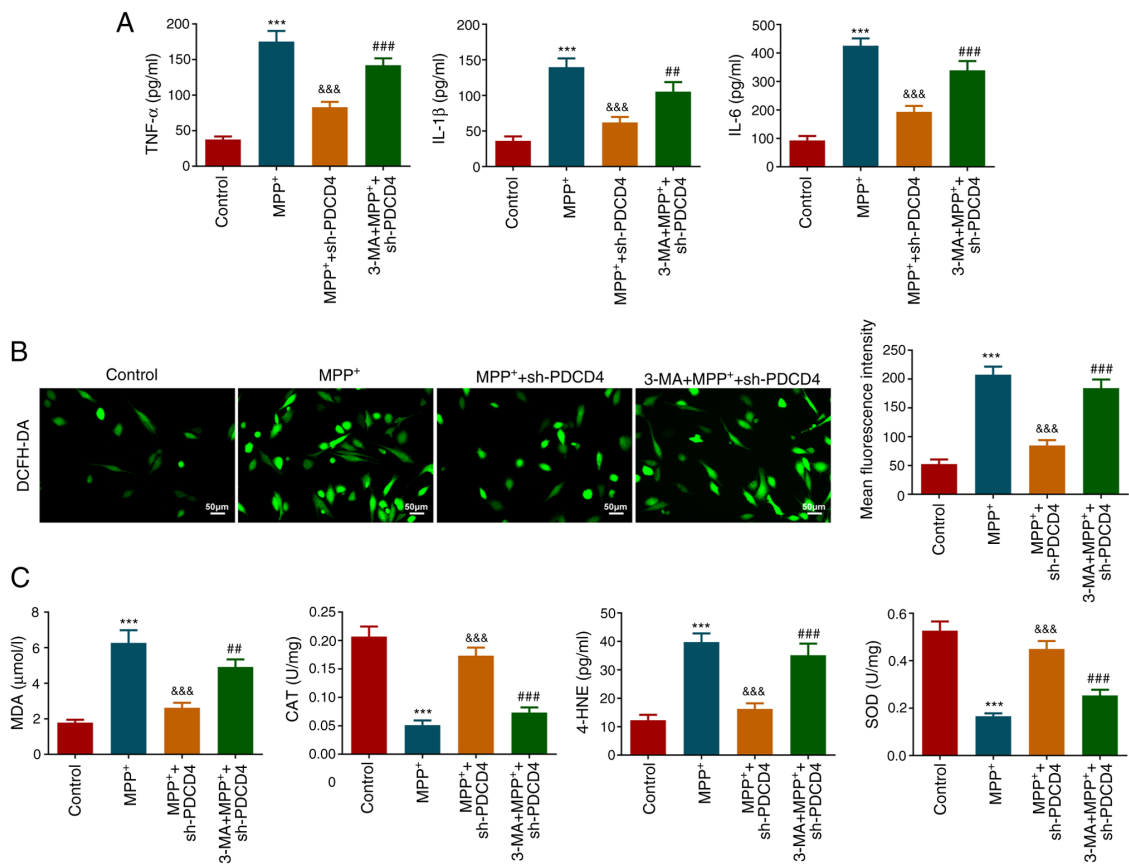 A
TNF-α (pg/ml)
200
150
100
50
0
***
&&&
###
Control
MPP⁺
MPP⁺+sh-PDCD4
3-MA+MPP⁺+
sh-PDCD4
IL-1β (pg/ml)
200
150
100
50
0
***
&&&
##
Control
MPP⁺
MPP⁺+sh-PDCD4
3-MA+MPP⁺+
sh-PDCD4
IL-6 (pg/ml)
500
400
300
200
100
0
***
&&&
###
Control
MPP⁺
MPP⁺+sh-PDCD4
3-MA+MPP⁺+
sh-PDCD4
B
Control
MPP⁺
MPP⁺+sh-PDCD4
3-MA+MPP⁺+sh-PDCD4
DCFH-DA
50μm
50μm
50μm
50μm
Mean fluorescence intensity
250
200
150
100
50
0
***
&&&
###
Control
MPP⁺
MPP⁺+
sh-PDCD4
3-MA+MPP⁺+
sh-PDCD4
C
MDA (μmol/l)
8
6
4
2
0
***
&&&
##
Control
MPP⁺
MPP⁺+
sh-PDCD4
3-MA+MPP⁺+
sh-PDCD4
CAT (U/mg)
0.25
0.20
0.15
0.10
0.05
0.00
0
***
&&&
###
Control
MPP⁺
MPP⁺+
sh-PDCD4
3-MA+MPP⁺+
sh-PDCD4
4-HNE (pg/ml)
50
40
30
20
10
0
***
&&&
###
Control
MPP⁺
MPP⁺+
sh-PDCD4
3-MA+MPP⁺+
sh-PDCD4
SOD (U/mg)
0.6
0.4
0.2
0.0
***
&&&
###
Control
MPP⁺
MPP⁺+
sh-PDCD4
3-MA+MPP⁺+
sh-PDCD4